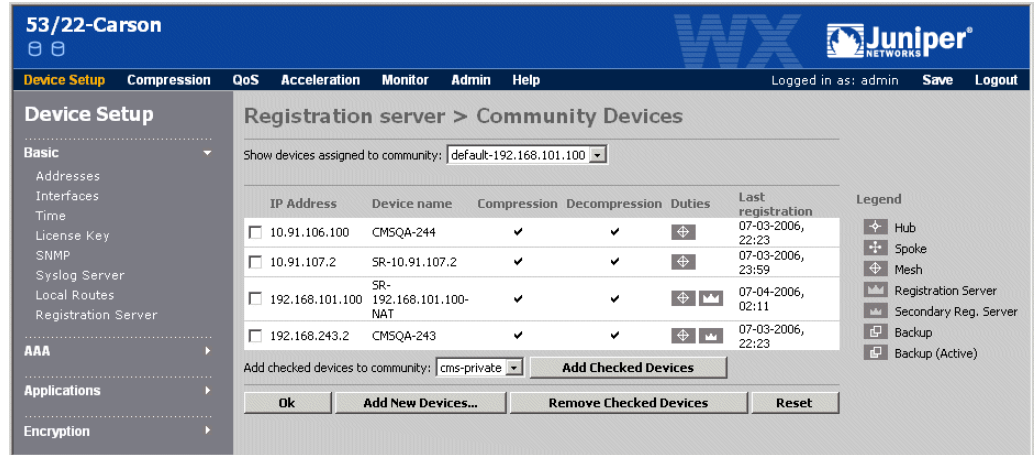 53/22-Carson
WX
Juniper®
NETWORKS
Device Setup Compression QoS Acceleration Monitor Admin Help Logged in as: admin Save Logout
Device Setup
Basic
Addresses
Interfaces
Time
License Key
SNMP
Syslog Server
Local Routes
Registration Server
AAA
Applications
Encryption
Registration server > Community Devices
Show devices assigned to community: default-192.168.101.100
IP Address Device name Compression Decompression Duties Last registration
10.91.106.100 CMSQA-244 07-03-2006, 22:23
10.91.107.2 SR-10.91.107.2 07-03-2006, 23:59
192.168.101.100 SR-192.168.101.100-NAT 07-04-2006, 02:11
192.168.243.2 CMSQA-243 07-03-2006, 22:23
Add checked devices to community: cms-private Add Checked Devices
Ok Add New Devices... Remove Checked Devices Reset
Legend
Hub
Spoke
Mesh
Registration Server
Secondary Reg. Server
Backup
Backup (Active)